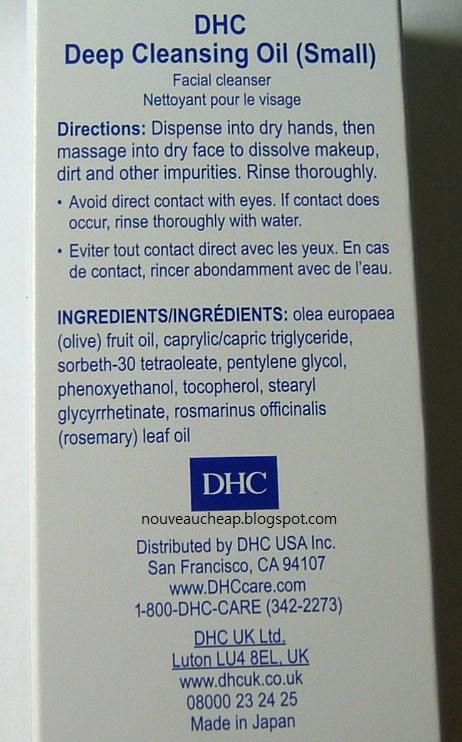 DHC
Deep Cleansing Oil (Small)
Facial cleanser
Nettoyant pour le visage
Directions: Dispense into dry hands, then
massage into dry face to dissolve makeup,
dirt and other impurities. Rinse thoroughly.
• Avoid direct contact with eyes. If contact does
occur, rinse thoroughly with water.
• Eviter tout contact direct avec les yeux. En cas
de contact, rincer abondamment avec de l'eau.
INGREDIENTS/INGRÉDIENTS: olea europaea
(olive) fruit oil, caprylic/capric triglyceride,
sorbeth-30 tetraoleate, pentylene glycol,
phenoxyethanol, tocopherol, stearyl
glycyrrhetinate, rosmarinus officinalis
(rosemary) leaf oil
DHC
nouveaucheap.blogspot.com
Distributed by DHC USA Inc.
San Francisco, CA 94107
www.DHCcare.com
1-800-DHC-CARE (342-2273)
DHC UK Ltd.
Luton LU4 8EL, UK
www.dhcuk.co.uk
08000 23 24 25
Made in Japan